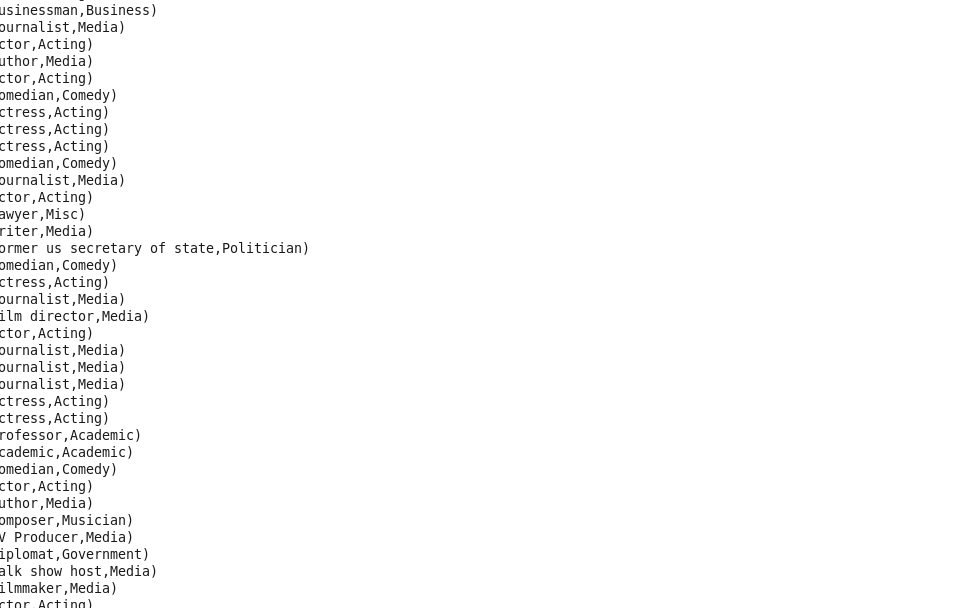 usinessman,Business)
ournalist,Media)
ctor,Acting)
uthor,Media)
ctor,Acting)
omedian,Comedy)
ctress,Acting)
ctress,Acting)
ctress,Acting)
omedian,Comedy)
ournalist,Media)
ctor,Acting)
awyer,Misc)
riter,Media)
ormer us secretary of state,Politician)
omedian,Comedy)
ctress,Acting)
ournalist,Media)
ilm director,Media)
ctor,Acting)
ournalist,Media)
ournalist,Media)
ournalist,Media)
ctress,Acting)
ctress,Acting)
rofessor,Academic)
cademic,Academic)
omedian,Comedy)
ctor,Acting)
uthor,Media)
omposer,Musician)
V Producer,Media)
iplomat,Government)
alk show host,Media)
ilmmaker,Media)
ctor,Acting)